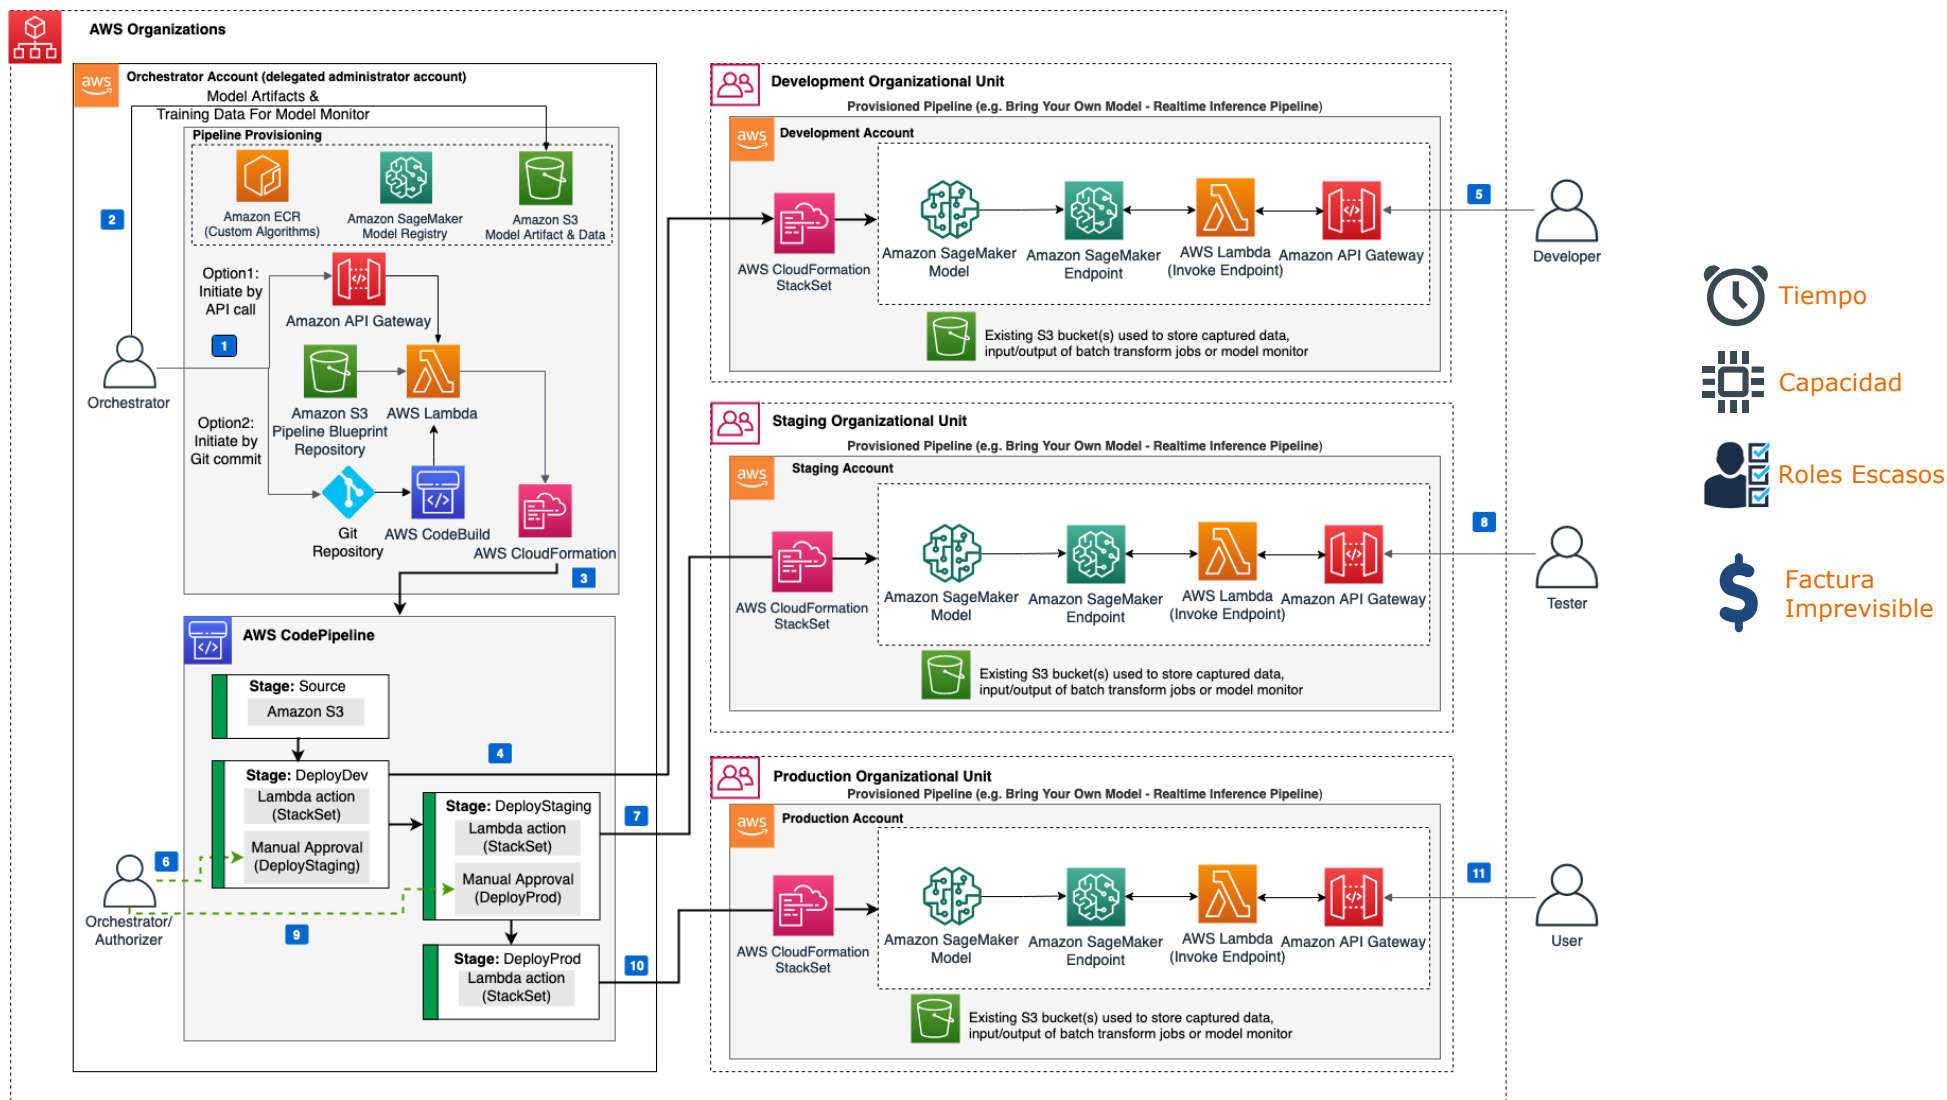 AWS Organizations
aws
Orchestrator Account (delegated administrator account)
Model Artifacts &
Training Data For Model Monitor
Pipeline Provisioning
Amazon ECR
(Custom Algorithms)
Amazon SageMaker
Model Registry
Amazon S3
Model Artifact & Data
2
Option1:
Initiate by
API call
Amazon API Gateway
1
Orchestrator
Amazon S3
Pipeline Blueprint
Repository
AWS Lambda
Option2:
Initiate by
Git commit
Git
Repository
AWS CodeBuild
AWS CloudFormation
3
AWS CodePipeline
Stage: Source
Amazon S3
4
Stage: DeployDev
Lambda action
(StackSet)
Manual Approval
(DeployStaging)
Stage: DeployStaging
Lambda action
(StackSet)
Manual Approval
(DeployProd)
7
6
Orchestrator/
Authorizer
9
Stage: DeployProd
Lambda action
(StackSet)
10
Development Organizational Unit
Provisioned Pipeline (e.g. Bring Your Own Model - Realtime Inference Pipeline)
aws
Development Account
AWS CloudFormation
StackSet
Amazon SageMaker
Model
Amazon SageMaker
Endpoint
AWS Lambda
(Invoke Endpoint)
Amazon API Gateway
Existing S3 bucket(s) used to store captured data,
input/output of batch transform jobs or model monitor
5
Developer
Staging Organizational Unit
Provisioned Pipeline (e.g. Bring Your Own Model - Realtime Inference Pipeline)
aws
Staging Account
AWS CloudFormation
StackSet
Amazon SageMaker
Model
Amazon SageMaker
Endpoint
AWS Lambda
(Invoke Endpoint)
Amazon API Gateway
Existing S3 bucket(s) used to store captured data,
input/output of batch transform jobs or model monitor
8
Tester
Production Organizational Unit
Provisioned Pipeline (e.g. Bring Your Own Model - Realtime Inference Pipeline)
aws
Production Account
AWS CloudFormation
StackSet
Amazon SageMaker
Model
Amazon SageMaker
Endpoint
AWS Lambda
(Invoke Endpoint)
Amazon API Gateway
Existing S3 bucket(s) used to store captured data,
input/output of batch transform jobs or model monitor
11
User
Tiempo
Capacidad
Roles Escasos
Factura
Imprevisible